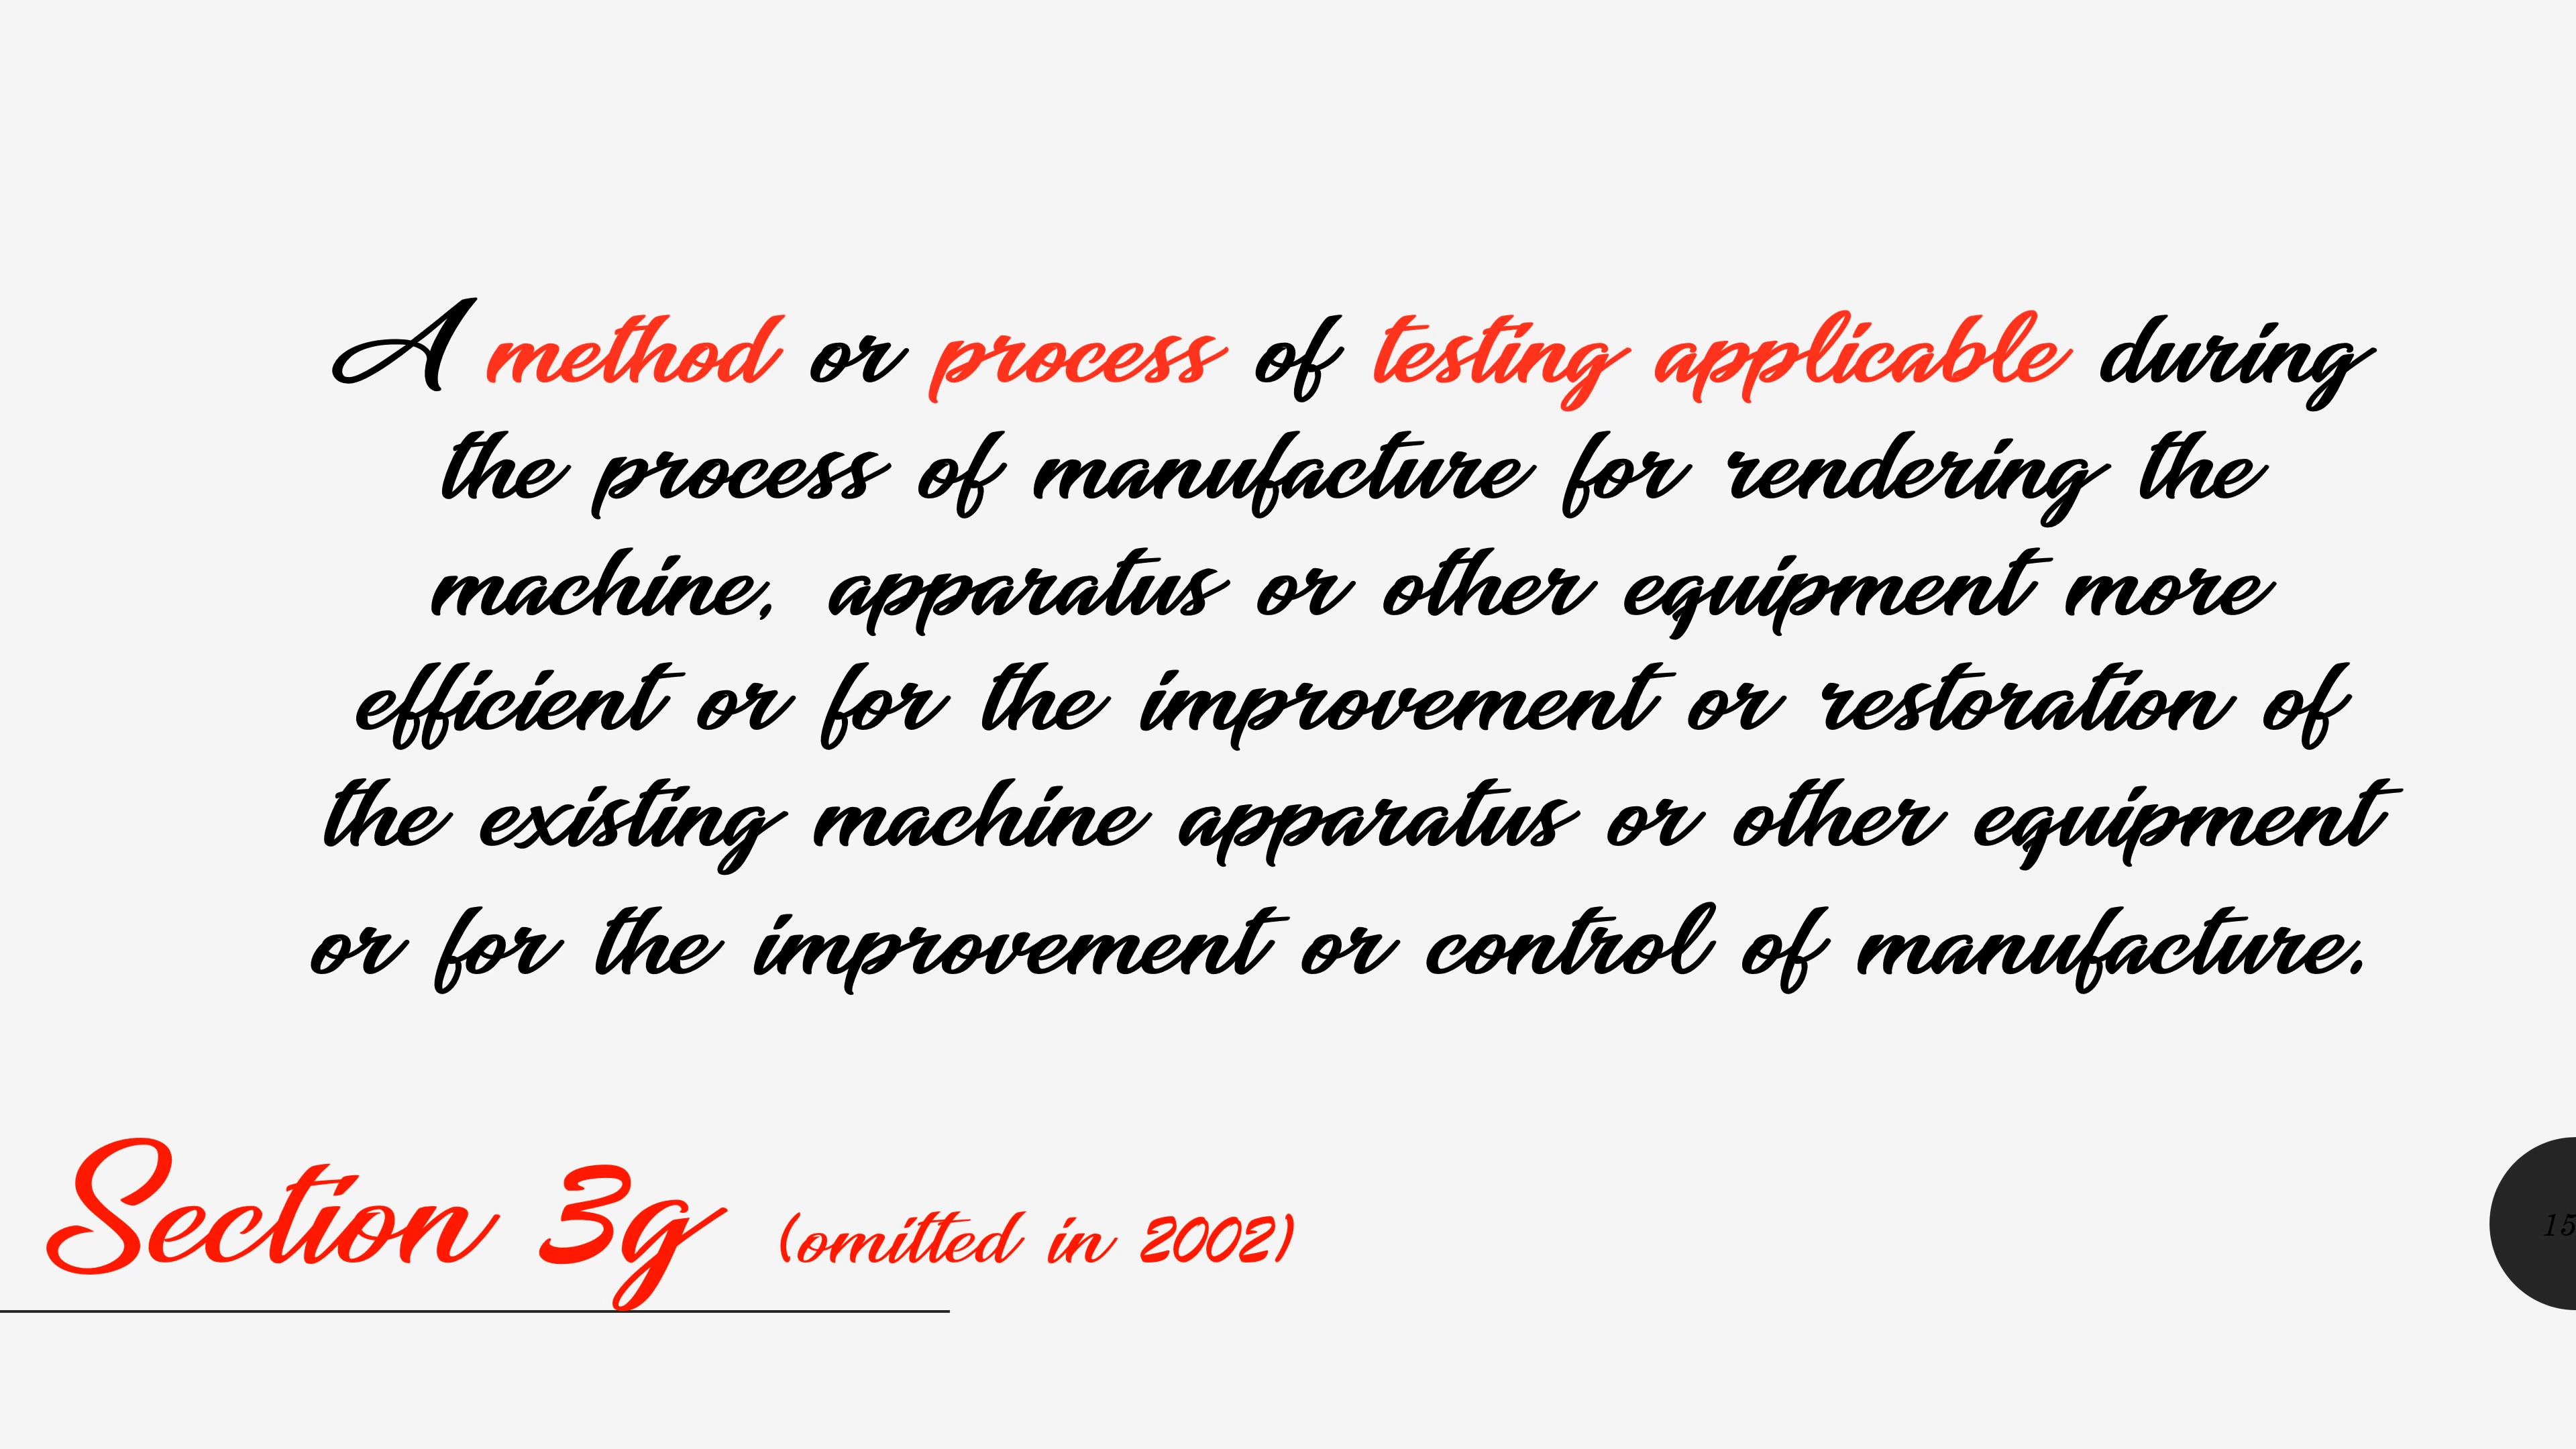 A method or process of testing applicable during
the process of manufacture for rendering the
machine, apparatus or other equipment more
efficient or for the improvement or restoration of
the existing machine apparatus or other equipment
or for the improvement or control of manufacture.
Section 3g (omitted in 2002)
15